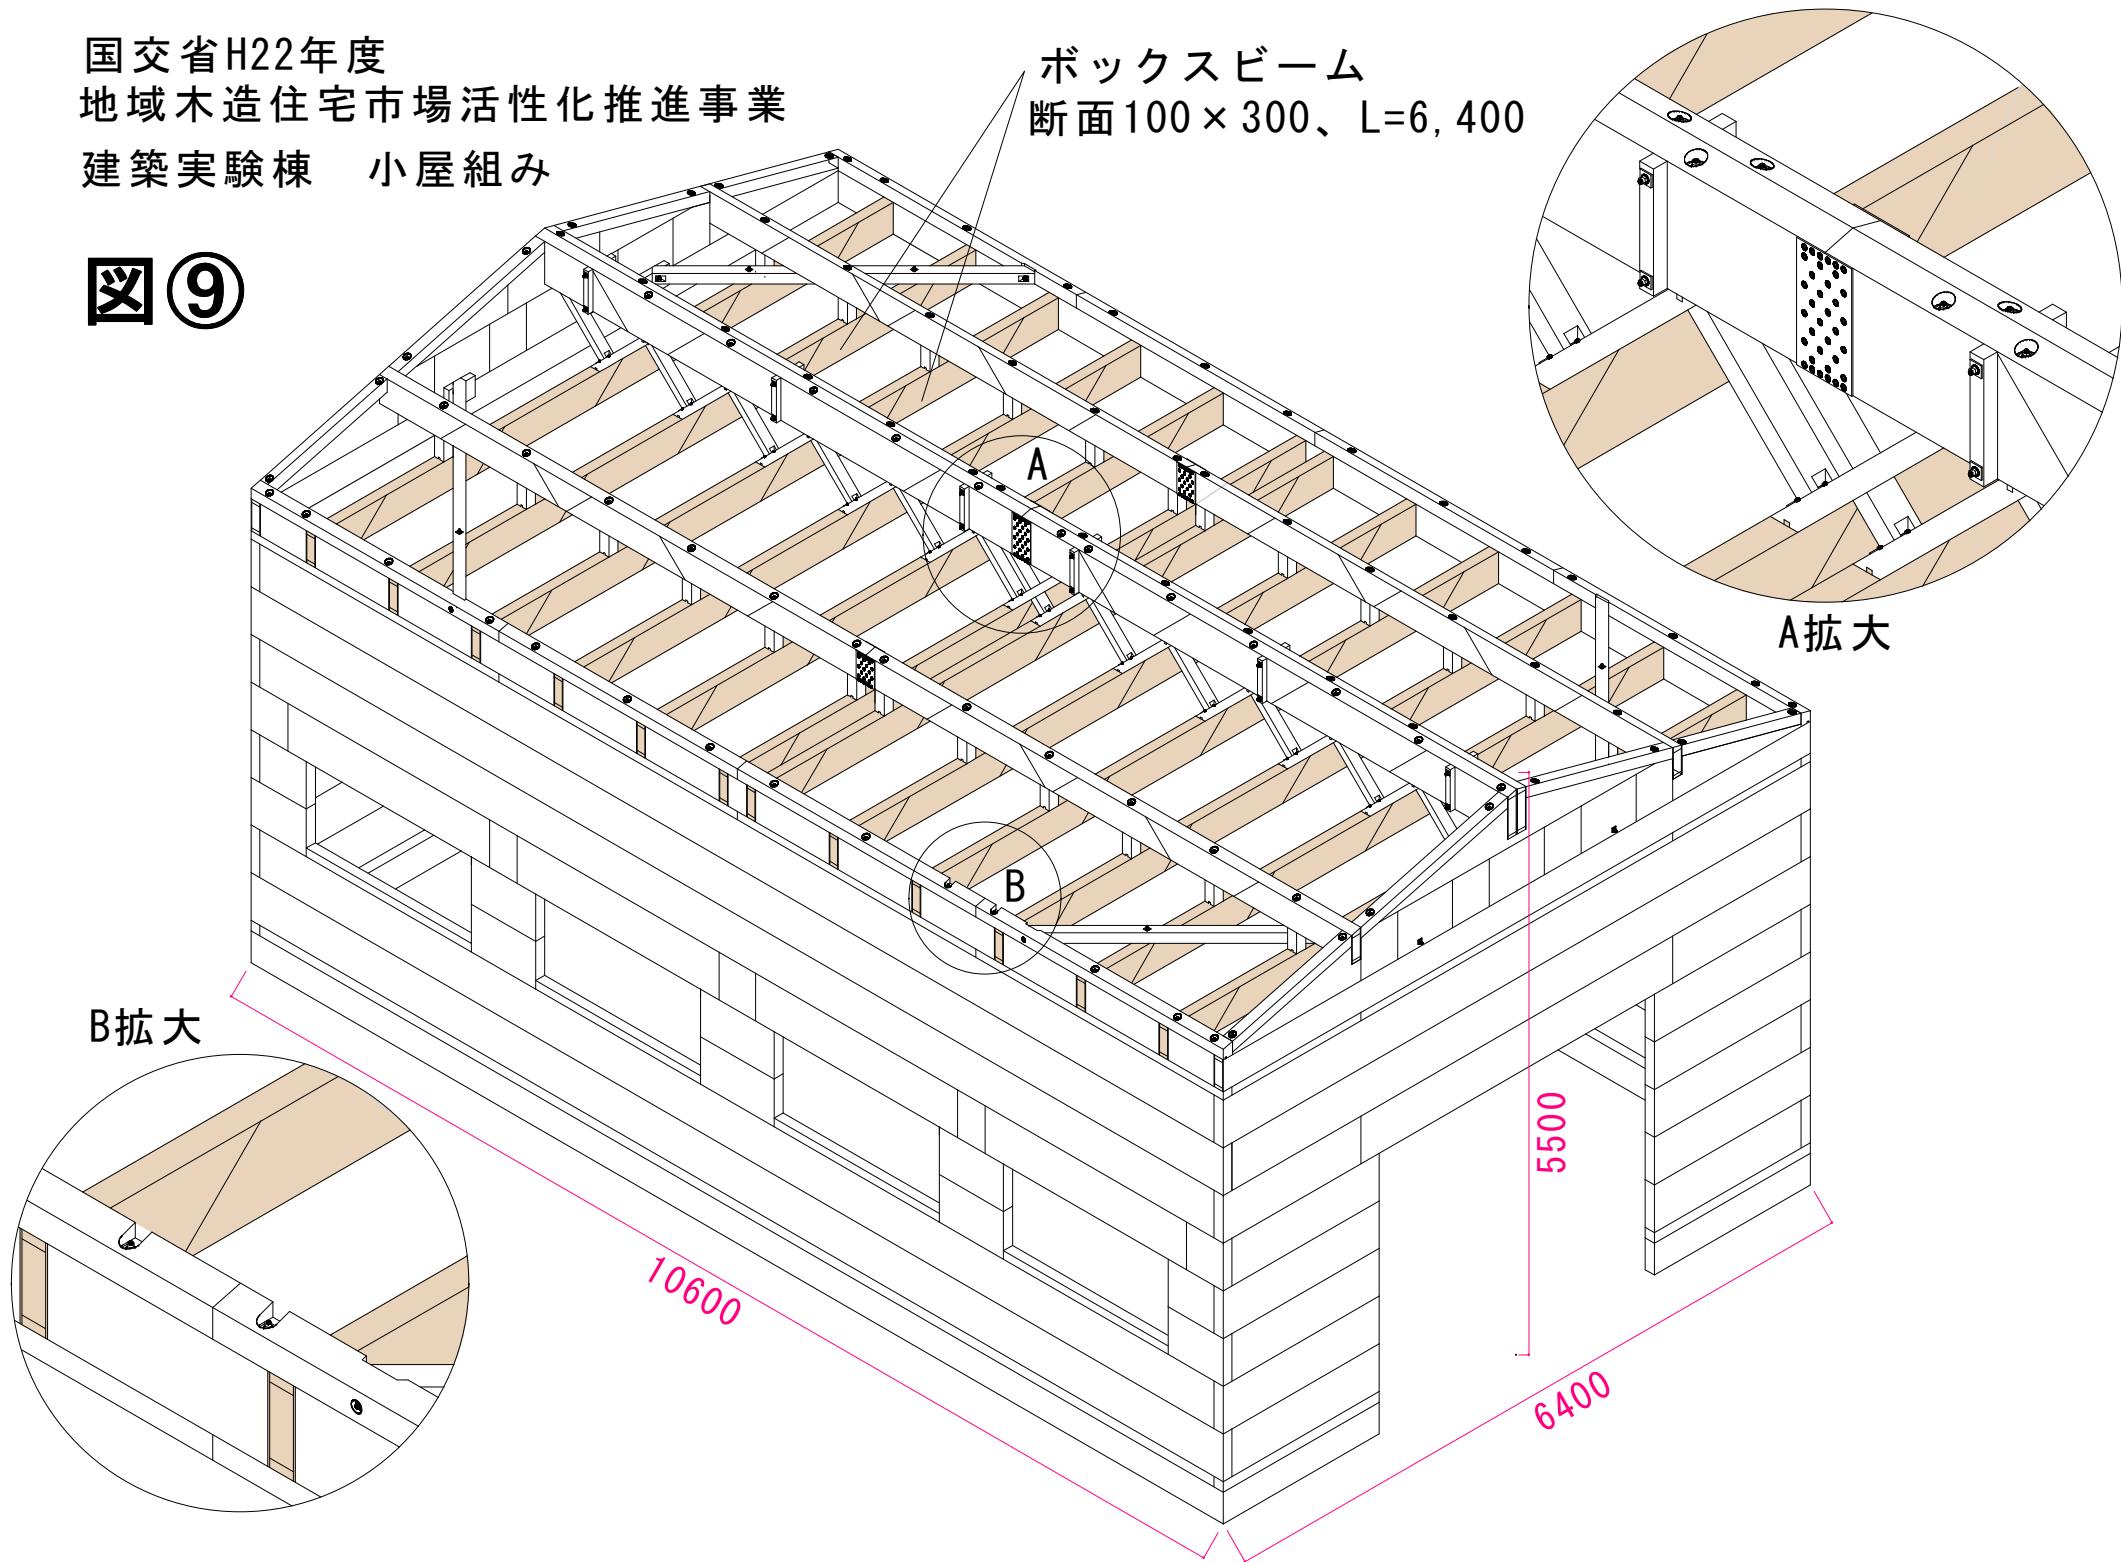 国交省H22年度
地域木造住宅市場活性化推進事業
建築実験棟　小屋組み
図⑨
ボックスビーム
断面100×300、L=6,400
A
B
A拡大
B拡大
10600
5500
6400